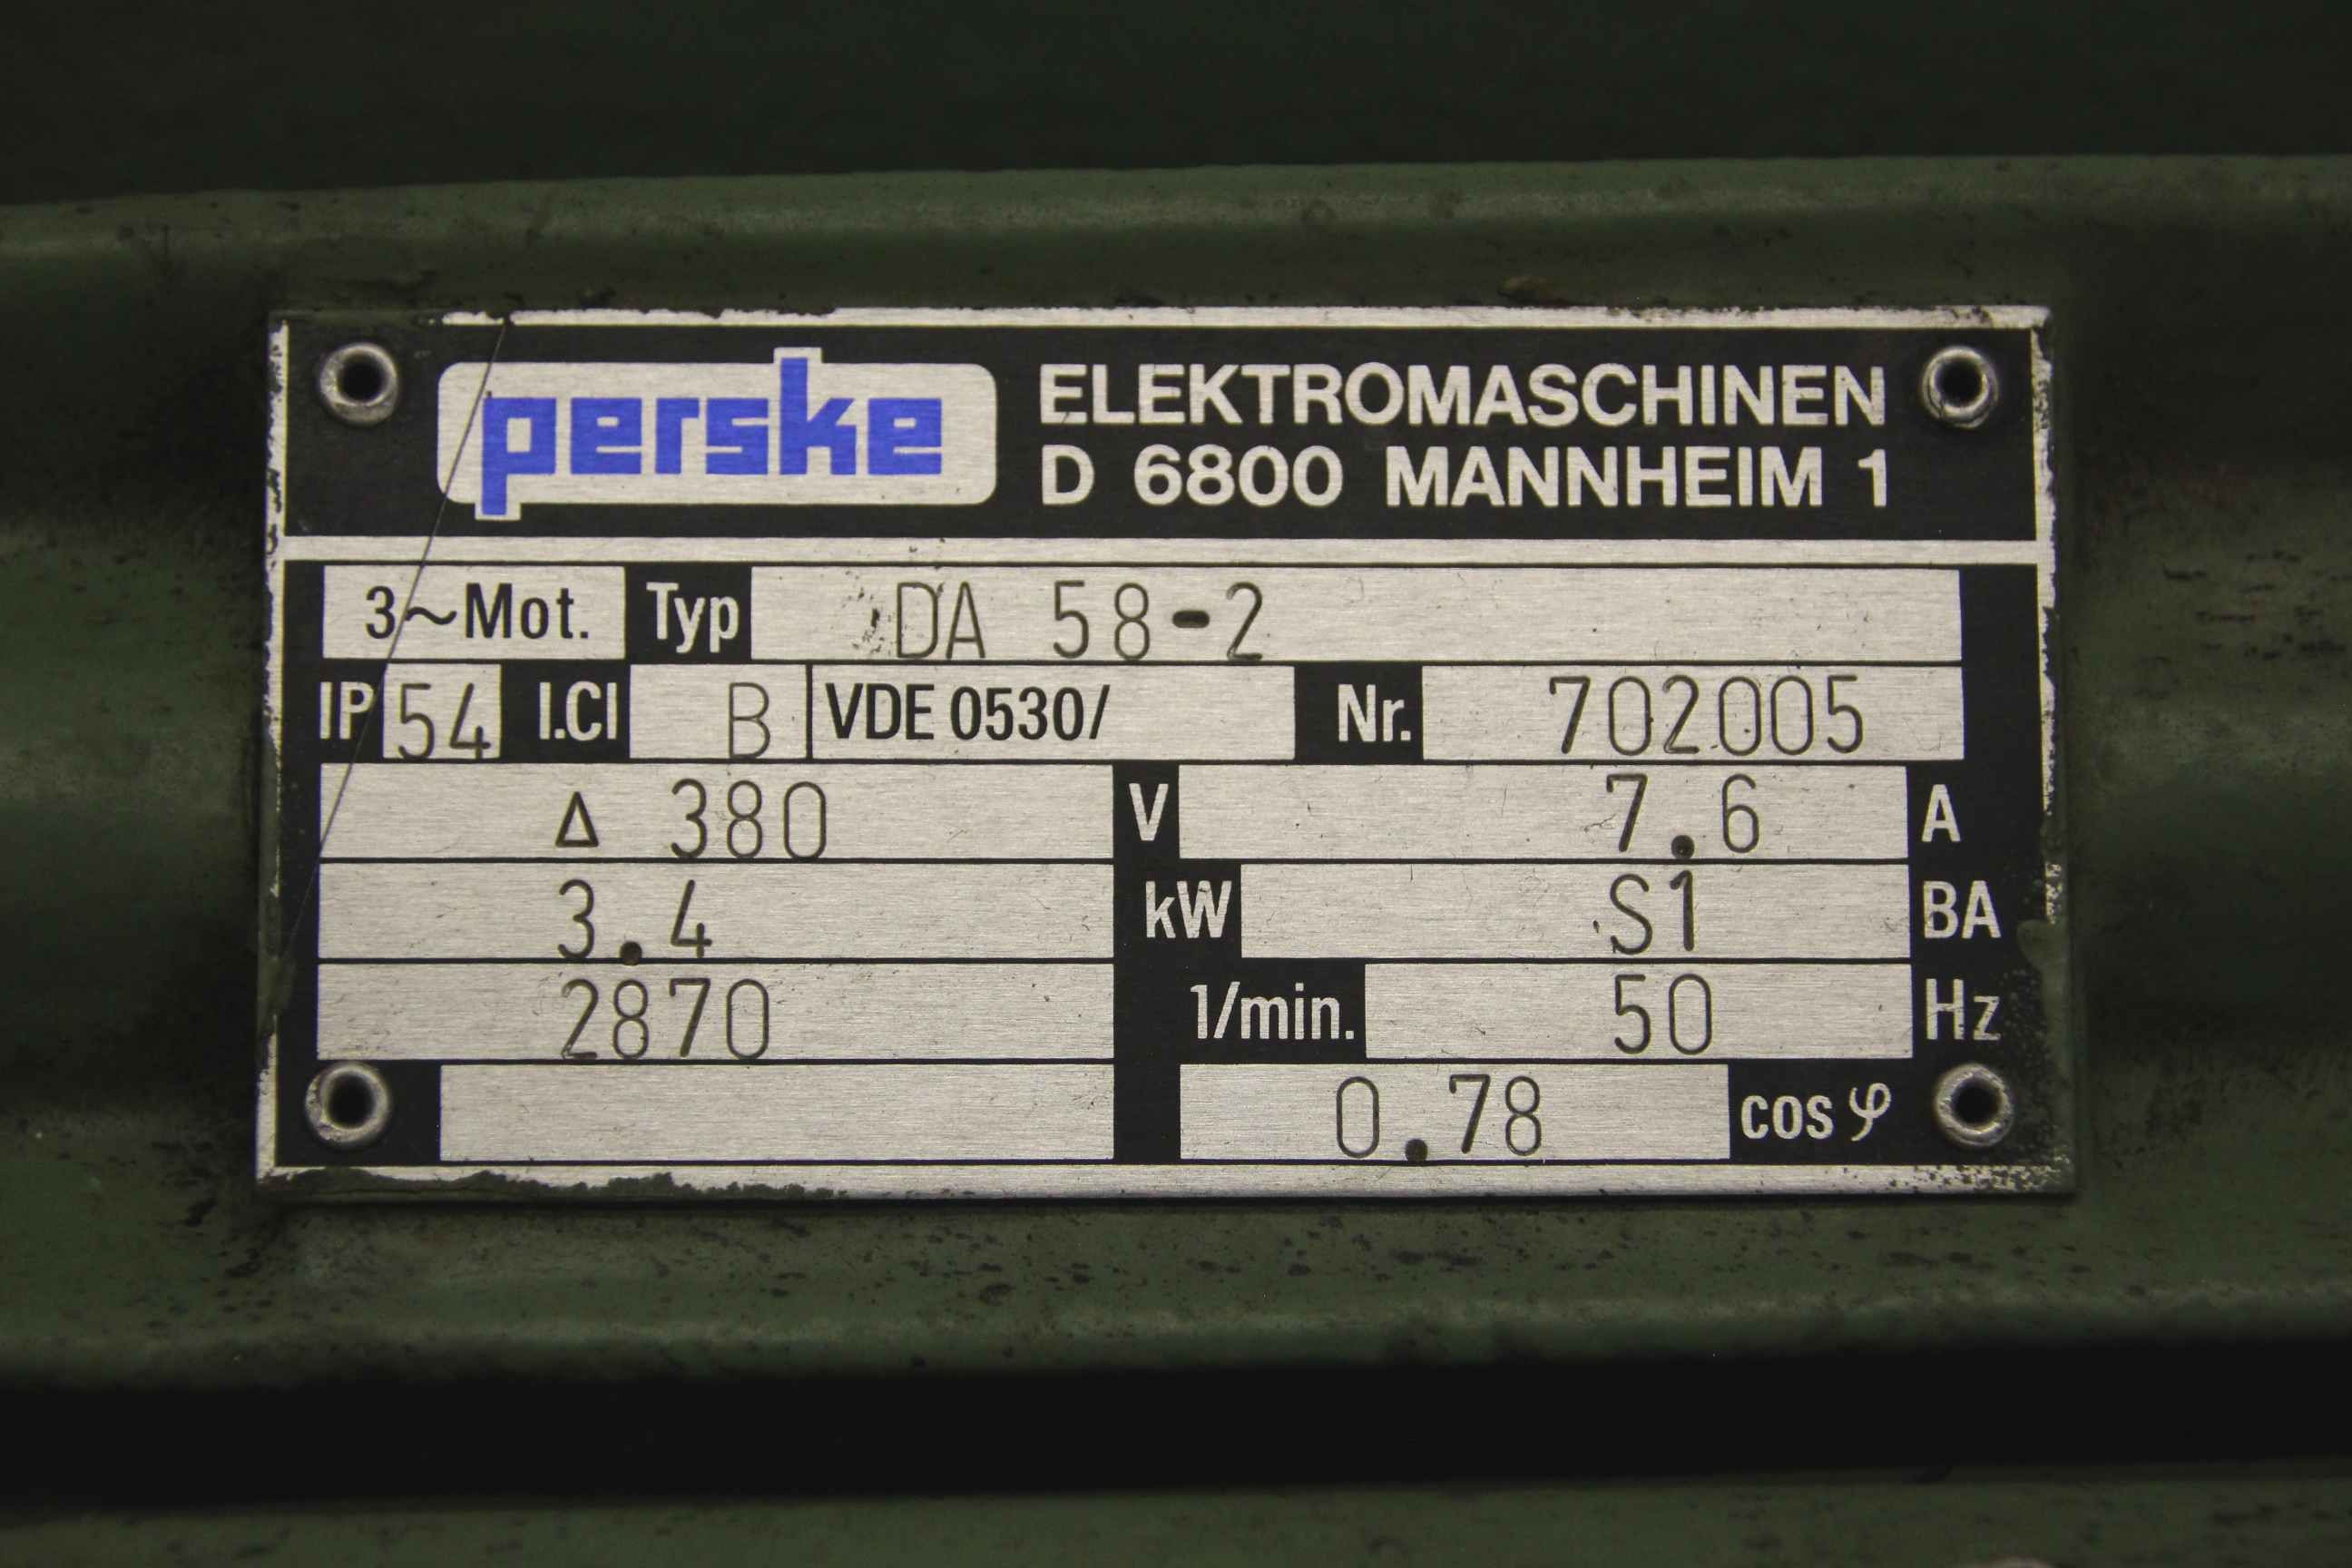 perske ELEKTROMASCHINEN
D 6800 MANNHEIM 1
3~Mot. Typ DA 58-2
IP 54 I.Cl B VDE 0530/ Nr. 702005
Δ 380 V 7.6 A
3.4 kW S1 BA
2870 1/min. 50 Hz
0.78 cos φ